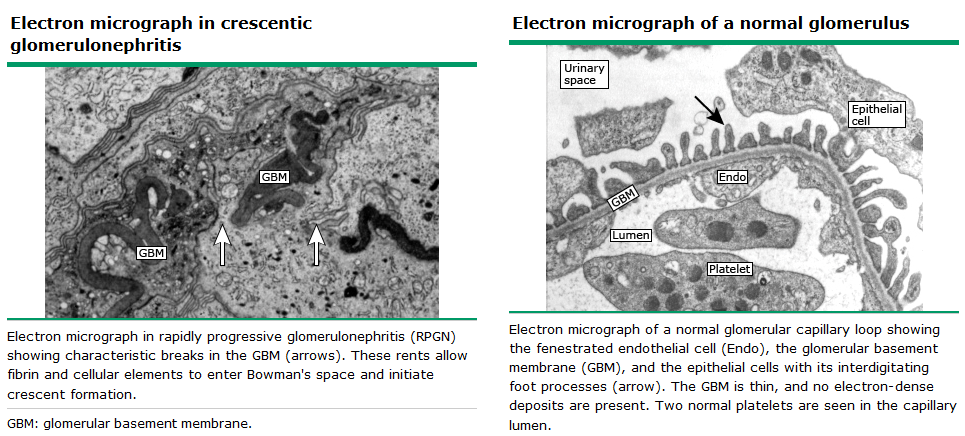 Electron micrograph in crescentic
glomerulonephritis
GBM
GBM
Electron micrograph in rapidly progressive glomerulonephritis (RPGN)
showing characteristic breaks in the GBM (arrows). These rents allow
fibrin and cellular elements to enter Bowman's space and initiate
crescent formation.
GBM: glomerular basement membrane.
Electron micrograph of a normal glomerulus
Urinary
space
Epithelial
cell
Endo
GBM
Lumen
Platelet
Electron micrograph of a normal glomerular capillary loop showing
the fenestrated endothelial cell (Endo), the glomerular basement
membrane (GBM), and the epithelial cells with its interdigitating
foot processes (arrow). The GBM is thin, and no electron-dense
deposits are present. Two normal platelets are seen in the capillary
lumen.